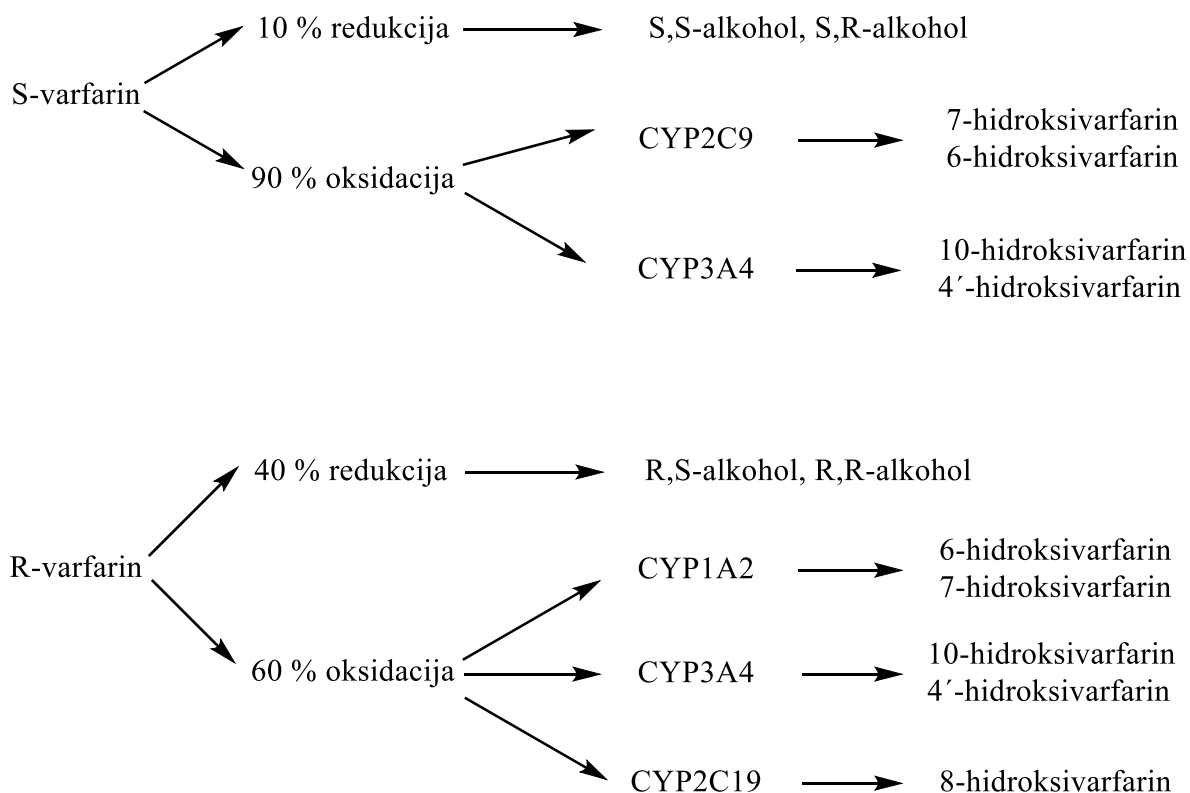 10 % redukcija
S,S-alkohol, S,R-alkohol
S-varfarin
90 % oksidacija
CYP2C9
7-hidroksivarfarin
6-hidroksivarfarin
CYP3A4
10-hidroksivarfarin
4´-hidroksivarfarin
40 % redukcija
R,S-alkohol, R,R-alkohol
R-varfarin
60 % oksidacija
CYP1A2
6-hidroksivarfarin
7-hidroksivarfarin
CYP3A4
10-hidroksivarfarin
4´-hidroksivarfarin
CYP2C19
8-hidroksivarfarin